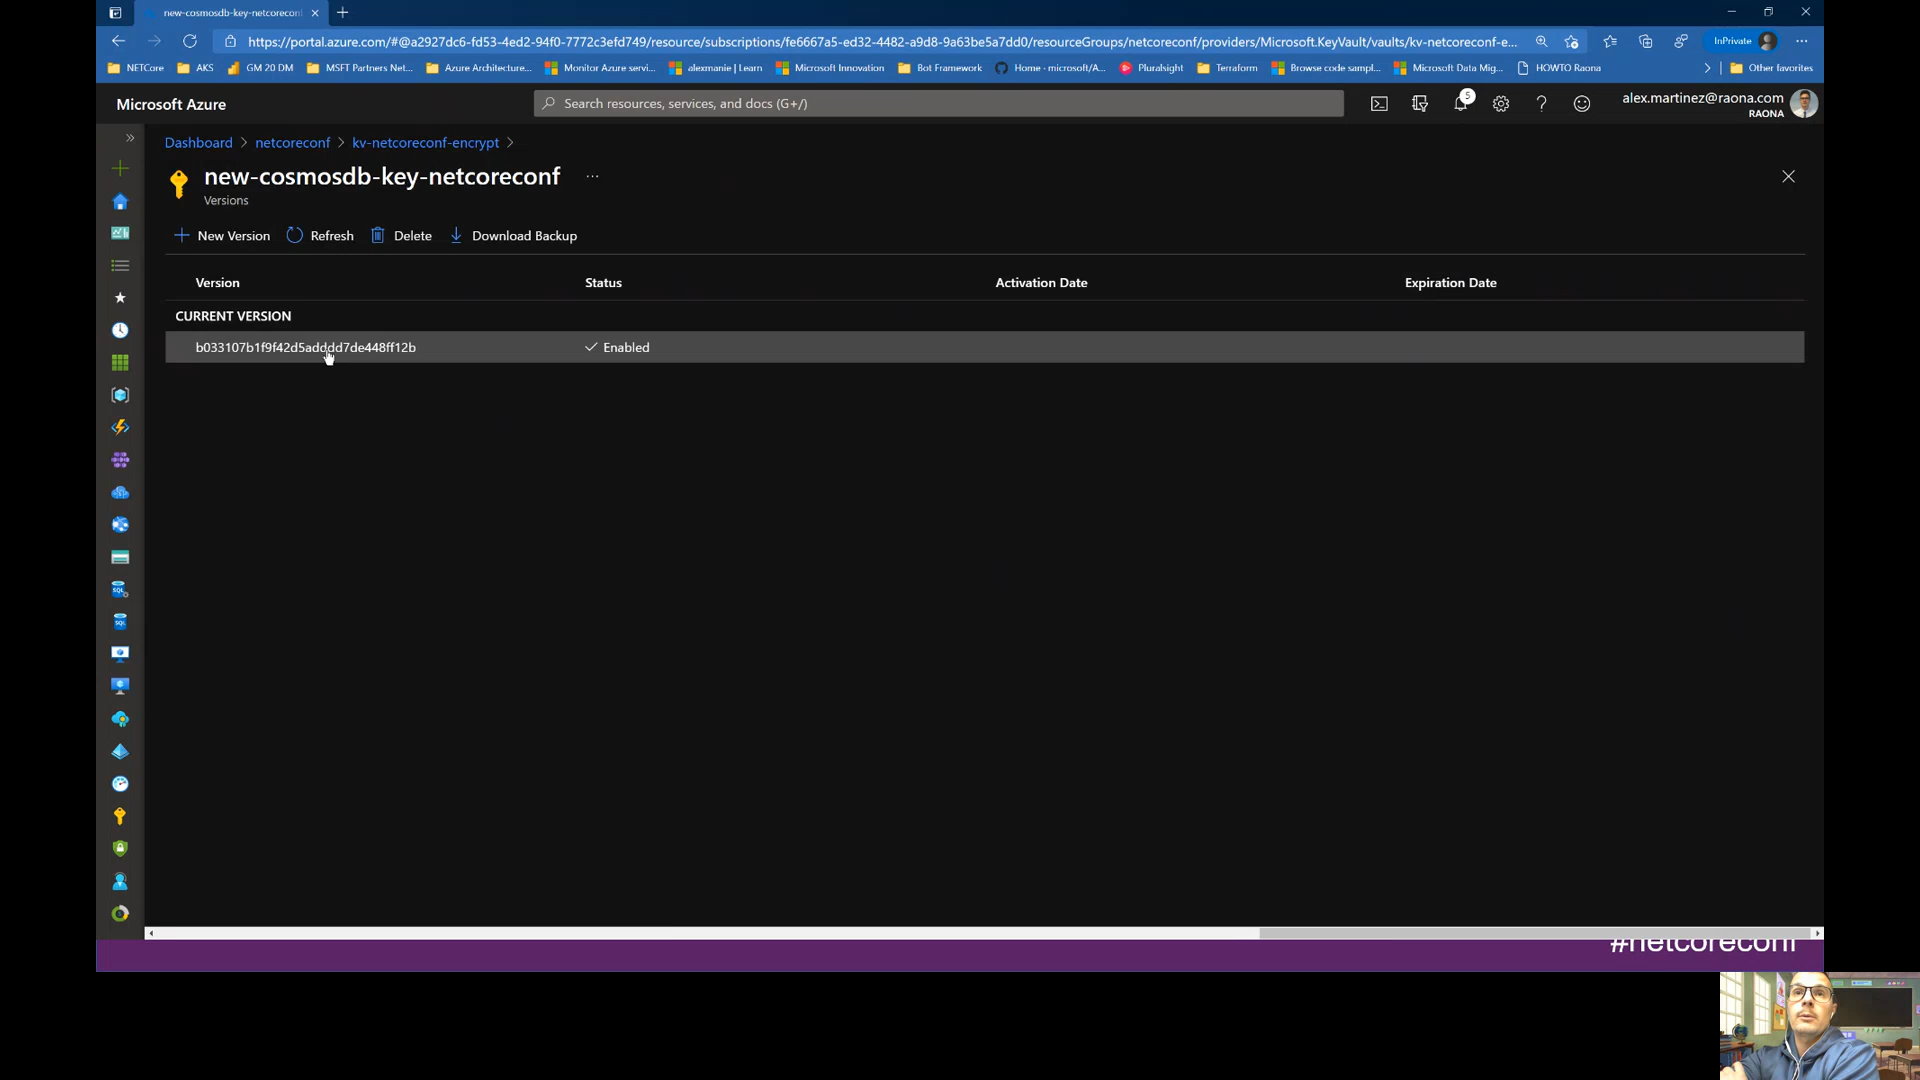 new-cosmosdb-key-netcoreconf
https://portal.azure.com/#@a2927dc6-fd53-4ed2-94f0-7772c3efd749/resource/subscriptions/fe6667a5-ed32-4482-a9d8-9a63be5a7dd0/resourceGroups/netcoreconf/providers/Microsoft.KeyVault/vaults/kv-netcoreconf-e... InPrivate
NETCore AKS GM 20 DM MSFT Partners Net... Azure Architecture... Monitor Azure servi... alexmanie | Learn Microsoft Innovation Bot Framework Home - microsoft/A... Pluralsight Terraform Browse code sampl... Microsoft Data Mig... HOWTO Raona Other favorites
Microsoft Azure Search resources, services, and docs (G+/) 5 alex.martinez@raona.com
RAONA
Dashboard > netcoreconf > kv-netcoreconf-encrypt >
new-cosmosdb-key-netcoreconf ...
Versions
New Version Refresh Delete Download Backup
Version Status Activation Date Expiration Date
CURRENT VERSION
b033107b1f9f42d5adddd7de448ff12b Enabled
#netcoreconf